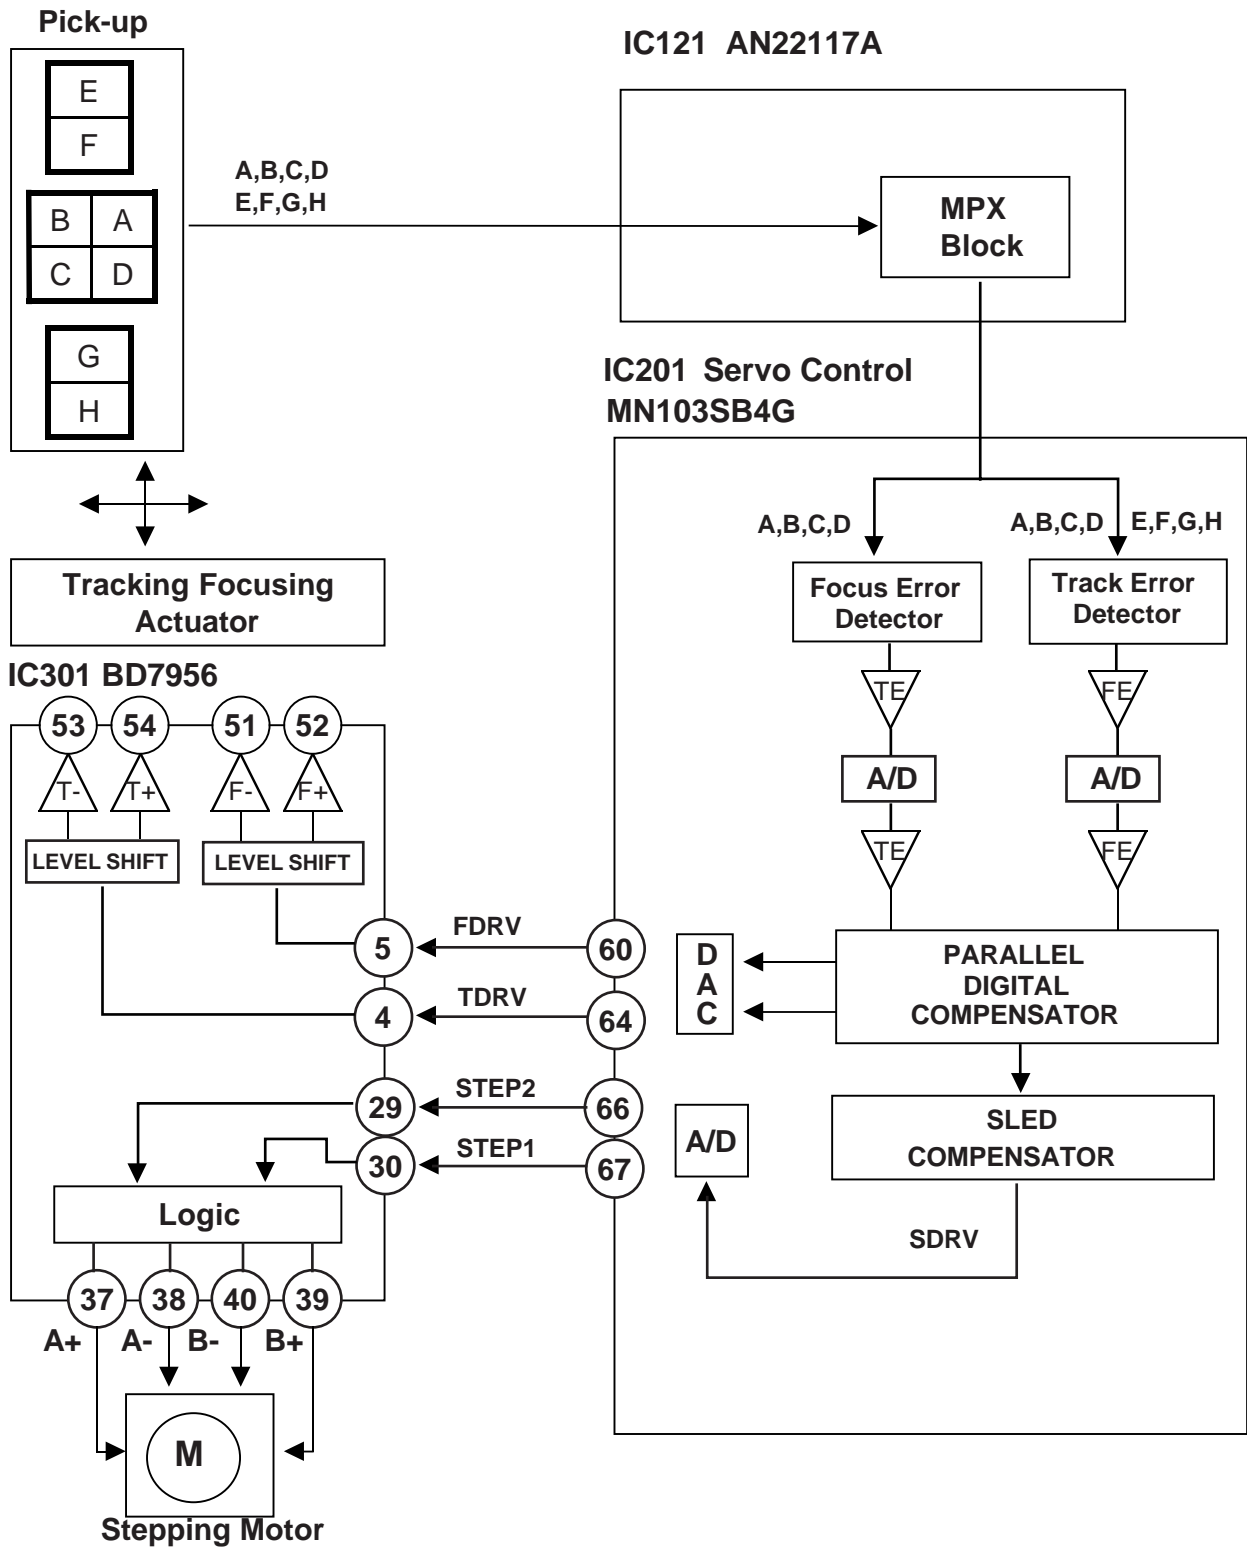 Pick-up
E
F
B A
C D
G
H
A,B,C,D
E,F,G,H
IC121 AN22117A
MPX
Block
IC201 Servo Control
MN103SB4G
A,B,C,D
A,B,C,D E,F,G,H
Focus Error
Detector
Track Error
Detector
TE
FE
A/D
A/D
TE
FE
PARALLEL
DIGITAL
COMPENSATOR
D
A
C
SLED
COMPENSATOR
A/D
SDRV
Tracking Focusing
Actuator
IC301 BD7956
53 54 51 52
T- T+ F- F+
LEVEL SHIFT LEVEL SHIFT
5 FDRV 60
4 TDRV 64
29 STEP2 66
30 STEP1 67
Logic
37 38 40 39
A+ A- B- B+
M
Stepping Motor